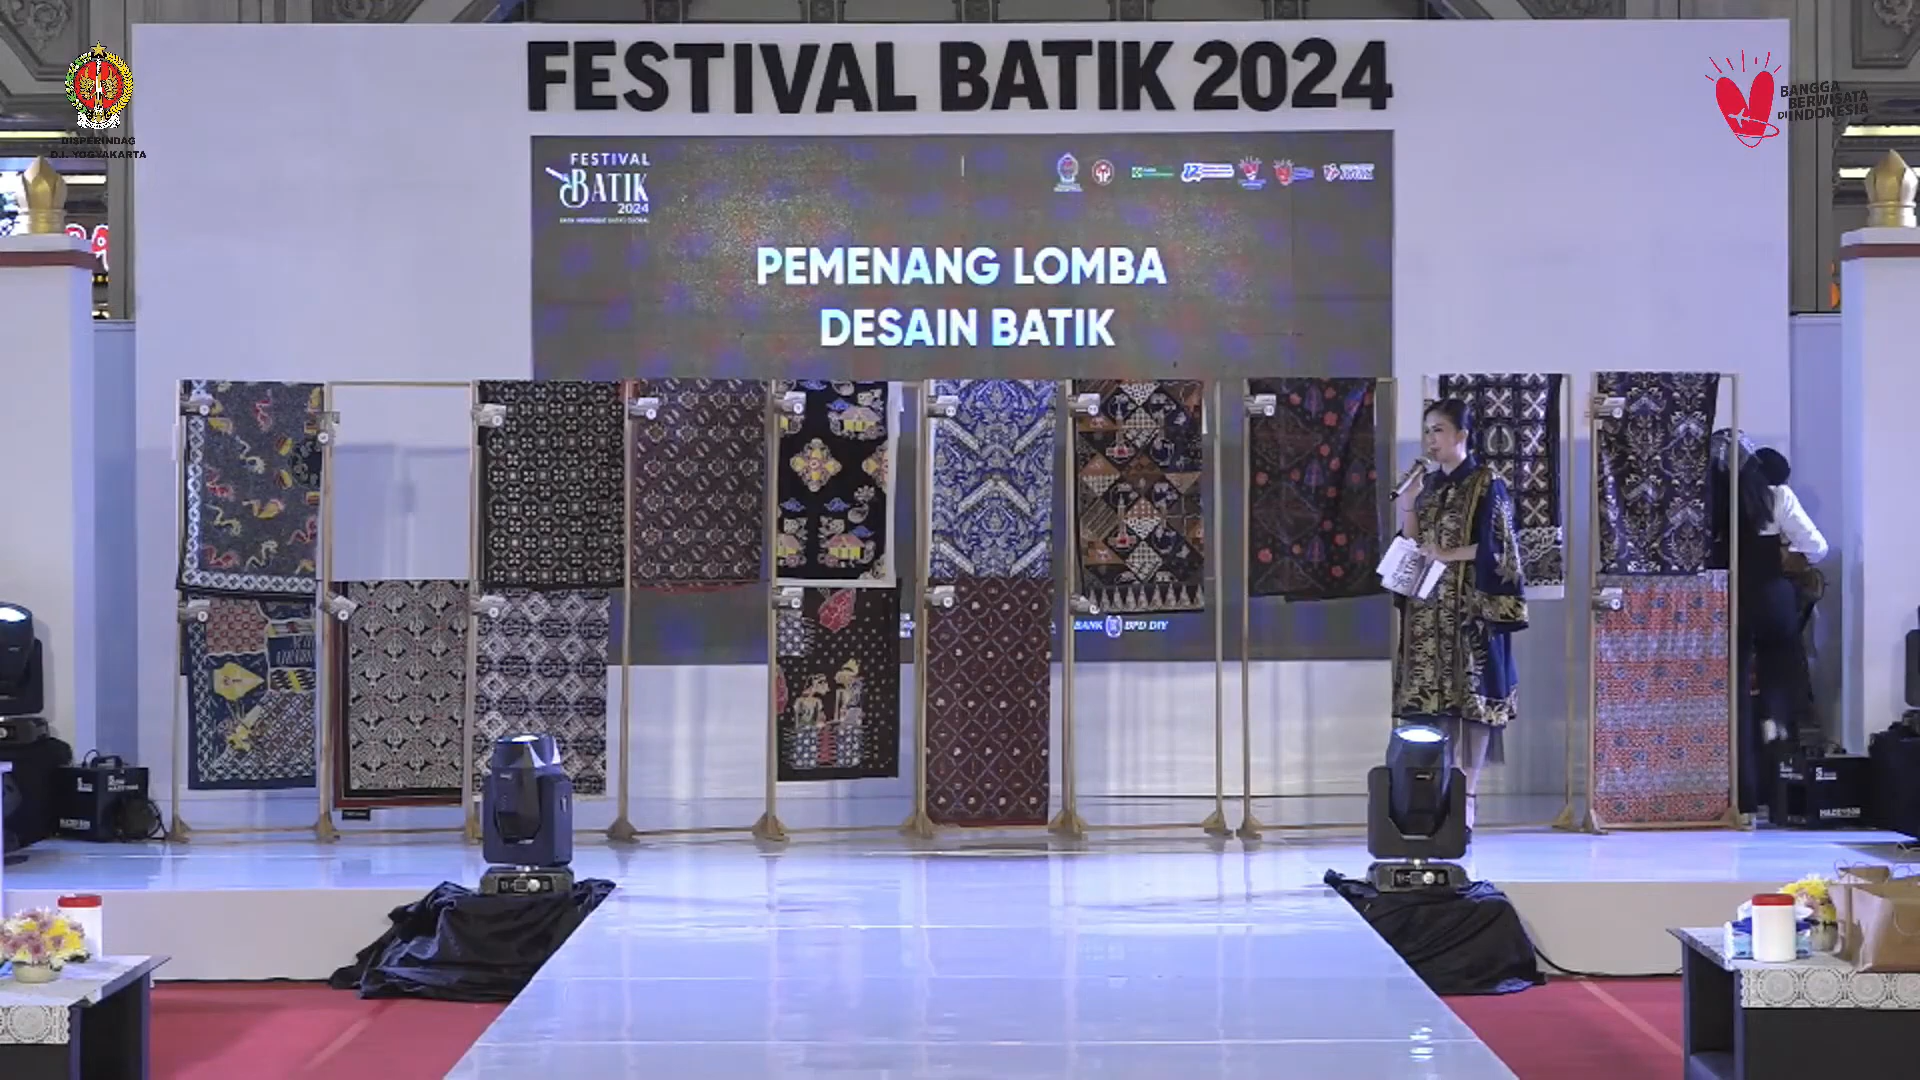 FESTIVAL BATIK 2024
DISPERINDAG
D.I. YOGYAKARTA
BANGGA
BERWISATA
DI INDONESIA
FESTIVAL
BATIK
2024
PEMENANG LOMBA
DESAIN BATIK
BANK BPD DIY